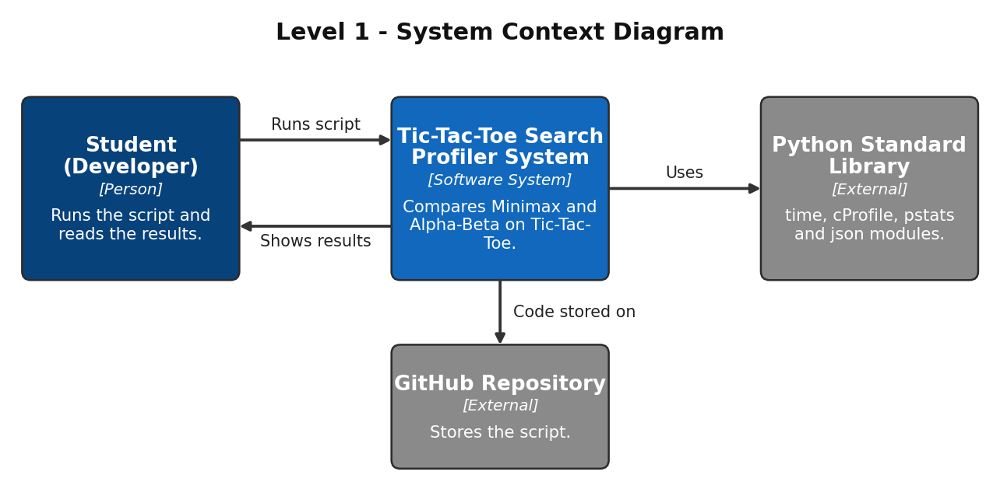 Level 1 - System Context Diagram
Student
(Developer)
[Person]
Runs the script and
reads the results.
Runs script
Shows results
Tic-Tac-Toe Search
Profiler System
[Software System]
Compares Minimax and
Alpha-Beta on Tic-Tac-
Toe.
Uses
Python Standard
Library
[External]
time, cProfile, pstats
and json modules.
Code stored on
GitHub Repository
[External]
Stores the script.